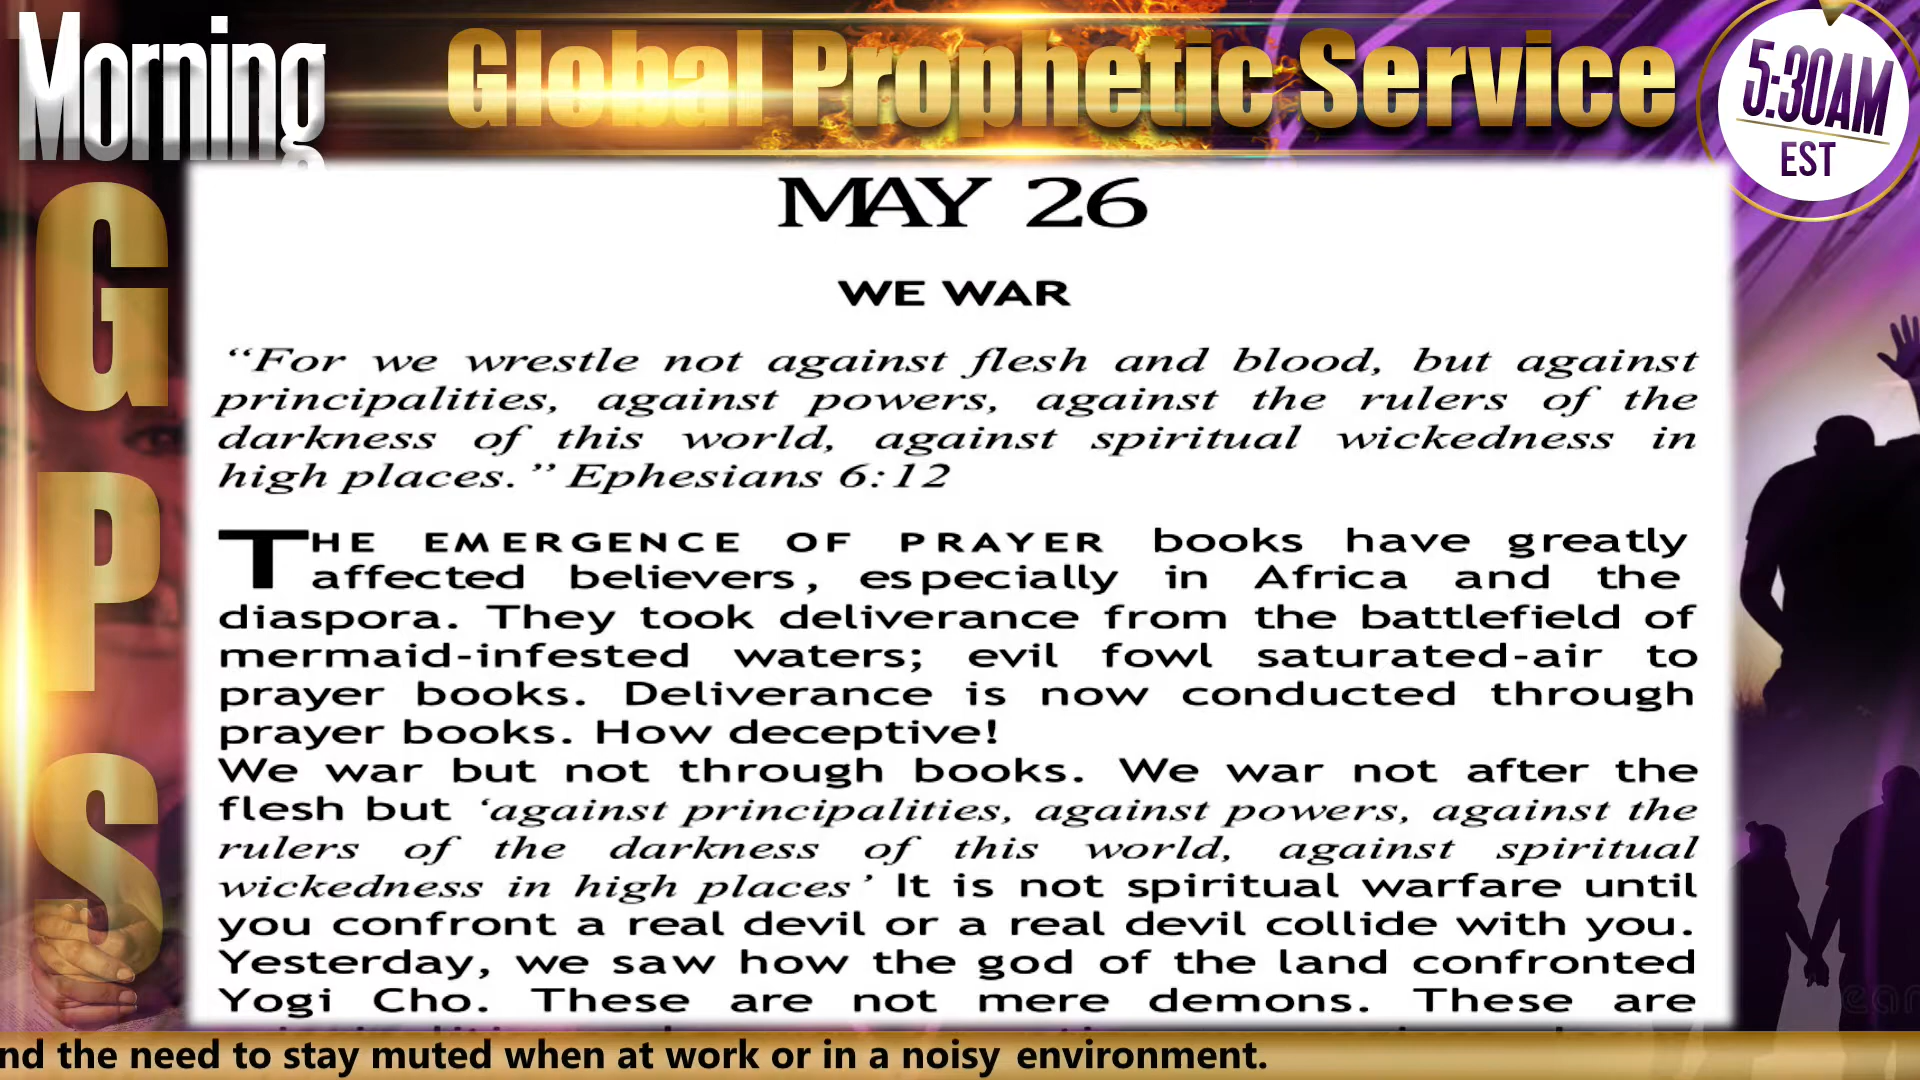 Morning
Global Prophetic Service
5:30AM
EST
G
P
S
MAY 26
WE WAR
“For we wrestle not against flesh and blood, but against
principalities, against powers, against the rulers of the
darkness of this world, against spiritual wickedness in
high places.” Ephesians 6:12
THE EMERGENCE OF PRAYER books have greatly
affected believers, especially in Africa and the
diaspora. They took deliverance from the battlefield of
mermaid-infested waters; evil fowl saturated-air to
prayer books. Deliverance is now conducted through
prayer books. How deceptive!
We war but not through books. We war not after the
flesh but ‘against principalities, against powers, against the
rulers of the darkness of this world, against spiritual
wickedness in high places’ It is not spiritual warfare until
you confront a real devil or a real devil collide with you.
Yesterday, we saw how the god of the land confronted
Yogi Cho. These are not mere demons. These are
nd the need to stay muted when at work or in a noisy environment.